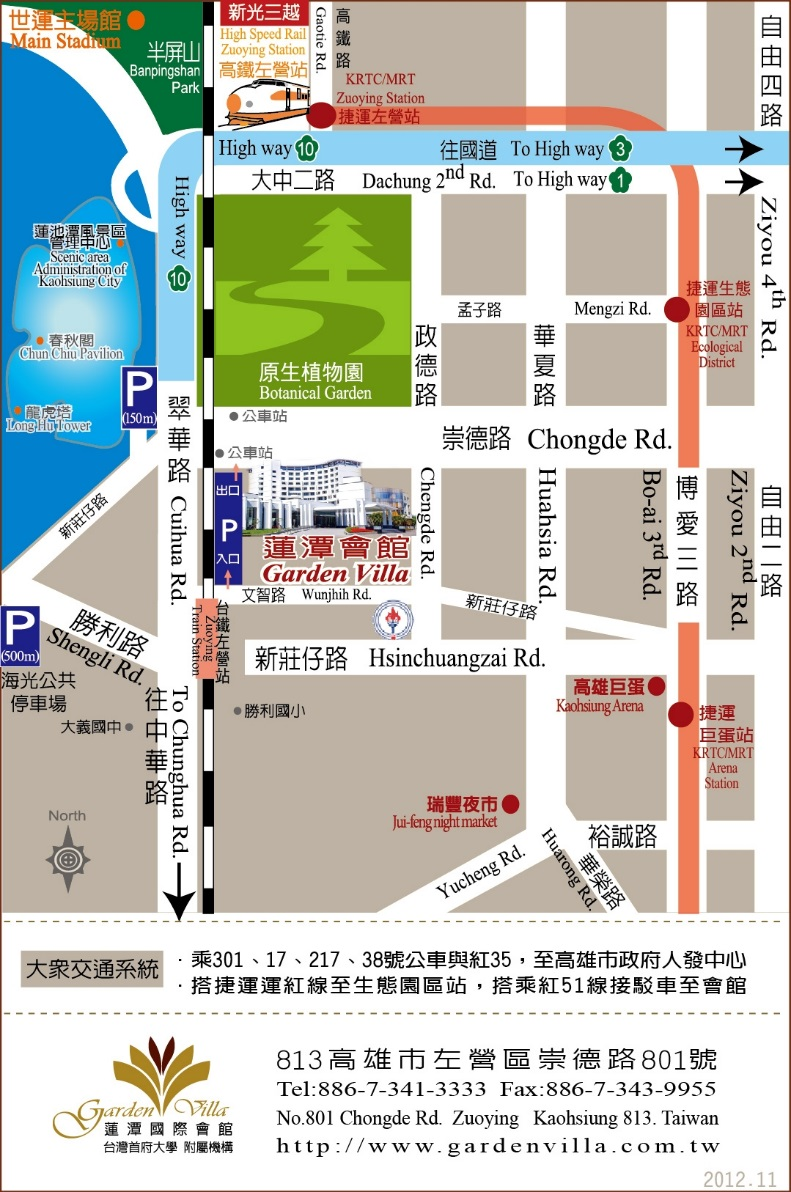 世運主場館
Main Stadium
半屏山
Banpingshan
Park
新光三越
High Speed Rail
Zuoying Station
高鐵左營站
Gaotie Rd.
高鐵路
KRTC/MRT
Zuoying Station
捷運左營站
自由四路
High way 10
往國道 To High way 3
大中二路 Dachung 2nd Rd. To High way 1
High way 10
Ziyou 4th Rd.
蓮池潭風景區
管理中心
Scenic area
Administration of
Kaohsiung City
春秋閣
Chun Chiu Pavilion
龍虎塔
Long Hu Tower
P
(150m)
原生植物園
Botanical Garden
政德路
孟子路
Mengzi Rd.
華夏路
捷運生態
園區站
KRTC/MRT
Ecological
District
公車站
公車站
翠華路 Cuihua Rd.
崇德路 Chongde Rd.
新莊仔路
出口
P
入口
蓮潭會館
Garden Villa
Chengde Rd.
Huahsia Rd.
Bo-ai 3rd Rd.
博愛三路
Ziyou 2nd Rd.
自由二路
文智路 Wunjhih Rd.
新莊仔路
P
(500m)
海光公共
停車場
勝利路
Shengli Rd.
台鐵左營站
Zuoying
Train Station
新莊仔路 Hsinchuangzai Rd.
大義國中
往中華路
To Chunghua Rd.
勝利國小
高雄巨蛋
Kaohsiung Arena
捷運
巨蛋站
KRTC/MRT
Arena
Station
瑞豐夜市
Jui-feng night market
North
裕誠路
Yucheng Rd.
Huarong Rd.
華榮路
大眾交通系統
·乘301、17、217、38號公車與紅35，至高雄市政府人發中心
·搭捷運運紅線至生態園區站，搭乘紅51線接駁車至會館
Garden Villa
蓮潭國際會館
台灣首府大學 附屬機構
813高雄市左營區崇德路801號
Tel:886-7-341-3333 Fax:886-7-343-9955
No.801 Chongde Rd. Zuoying Kaohsiung 813. Taiwan
http://www.gardenvilla.com.tw
2012.11